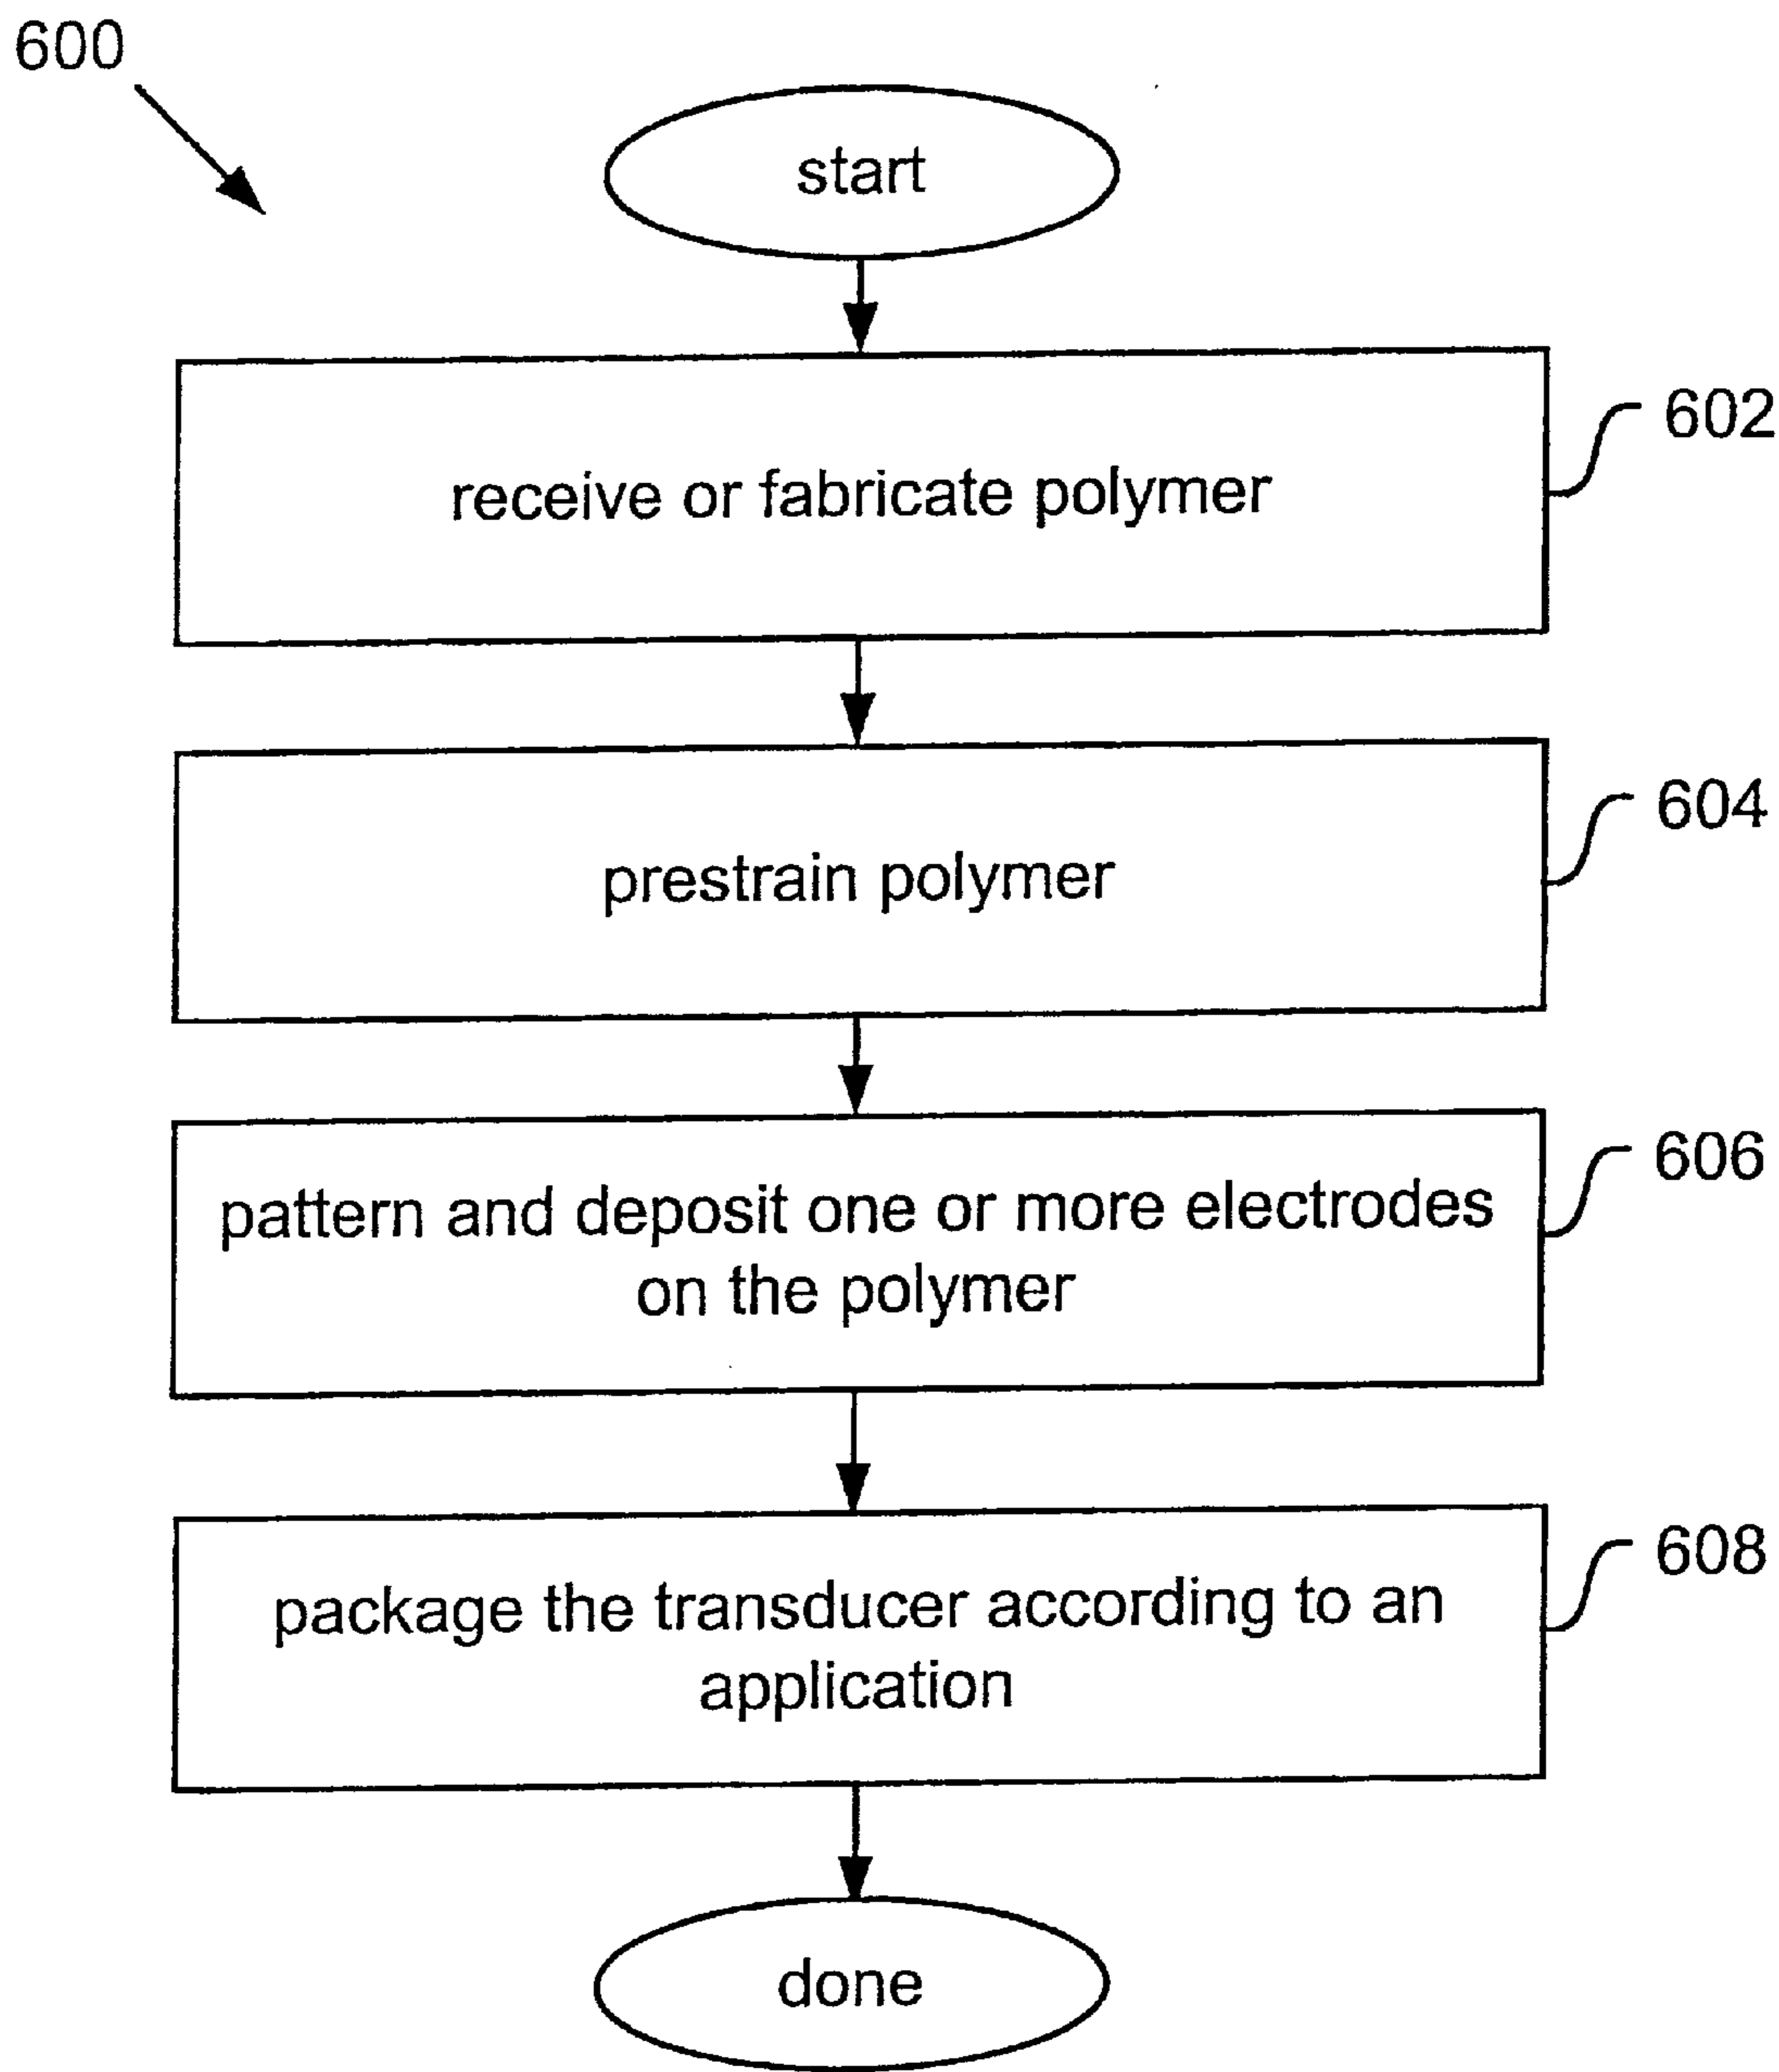 600
start
receive or fabricate polymer
602
prestrain polymer
604
pattern and deposit one or more electrodes
on the polymer
606
package the transducer according to an
application
608
done